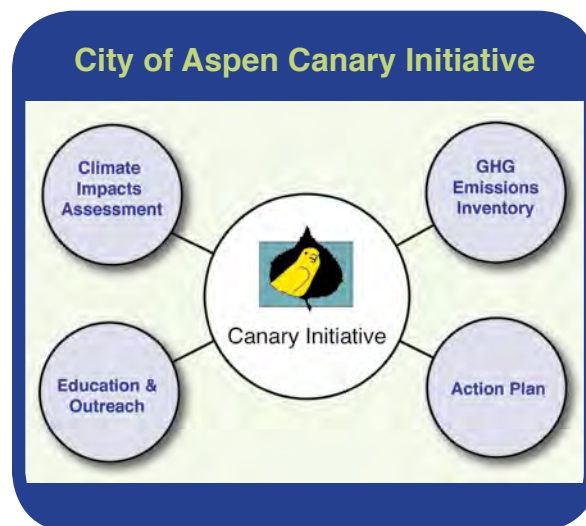 City of Aspen Canary Initiative
Climate
Impacts
Assessment
GHG
Emissions
Inventory
Canary Initiative
Education &
Outreach
Action Plan